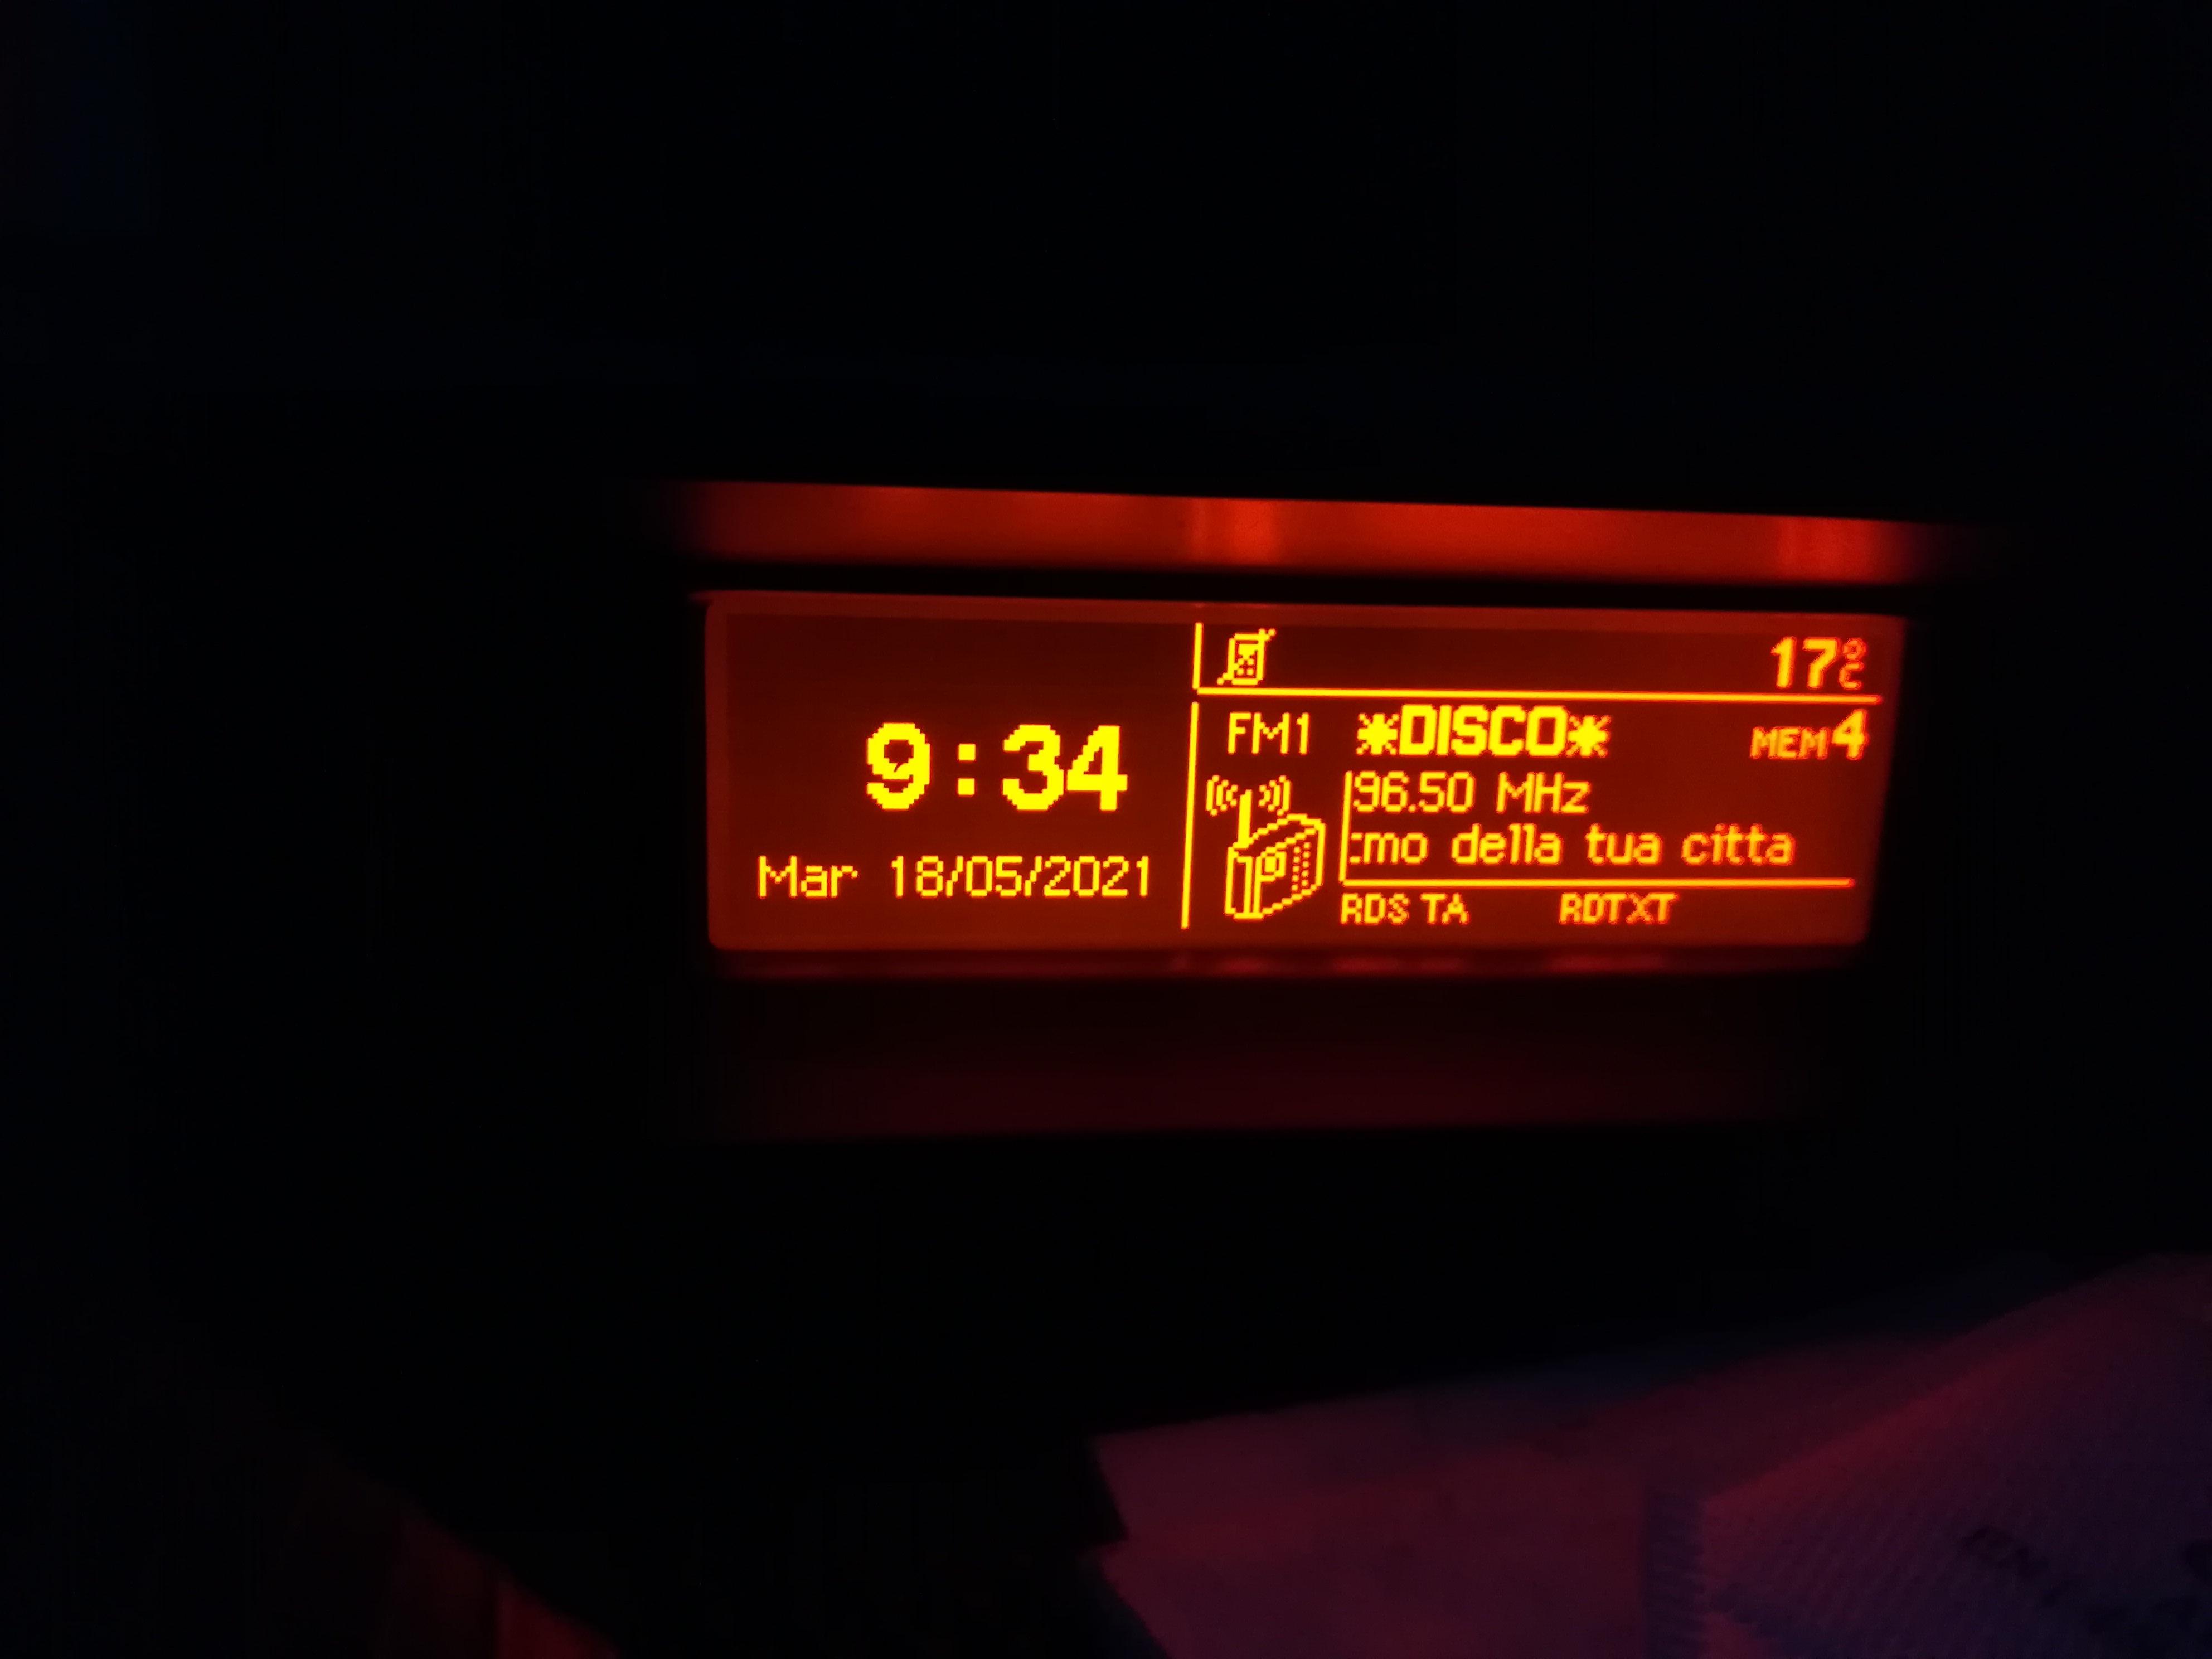 9:34
Mar 18/05/2021
17°C
FM1 *DISCO* MEM4
96.50 MHz
mo della tua citta
RDS TA RDTXT